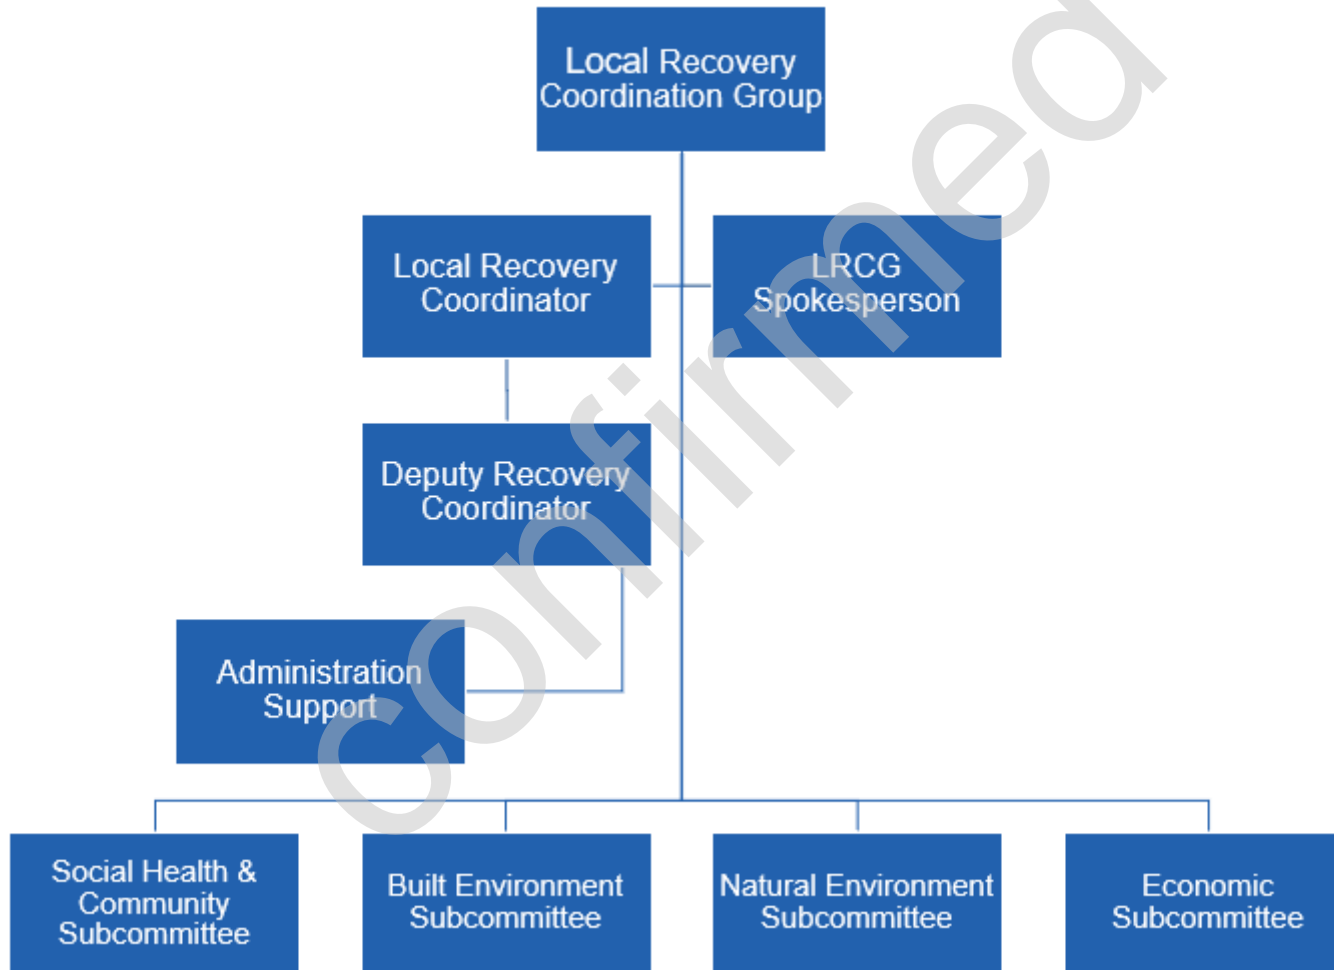 Local Recovery
Coordination Group
Local Recovery
Coordinator
LRCG
Spokesperson
Deputy Recovery
Coordinator
Administration
Support
Social Health &
Community
Subcommittee
Built Environment
Subcommittee
Natural Environment
Subcommittee
Economic
Subcommittee
confirmed